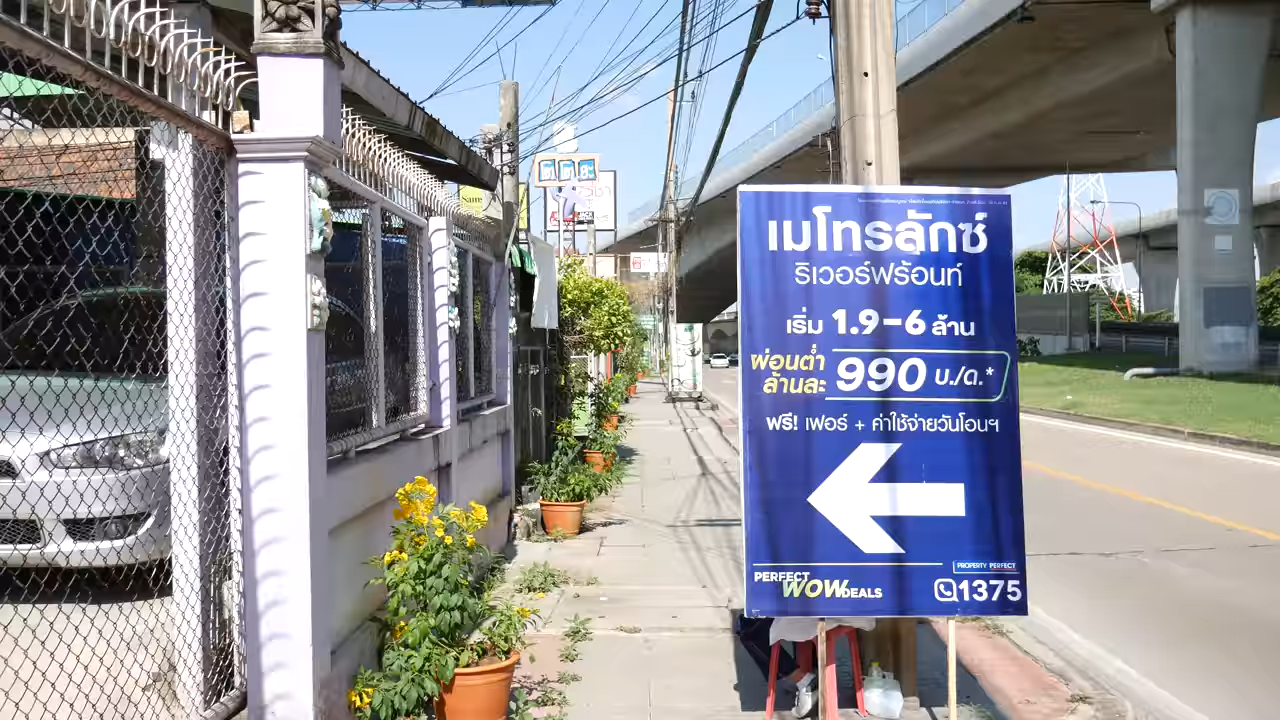 เมโทรลักซ์
ริเวอร์ฟร้อนท์
เริ่ม 1.9-6 ล้าน
ผ่อนต่ำ
ล้านละ 990 บ./ด.*
ฟรี! เฟอร์ + ค่าใช้จ่ายวันโอนฯ
PROPERTY PERFECT
PERFECT
WOW DEALS
1375